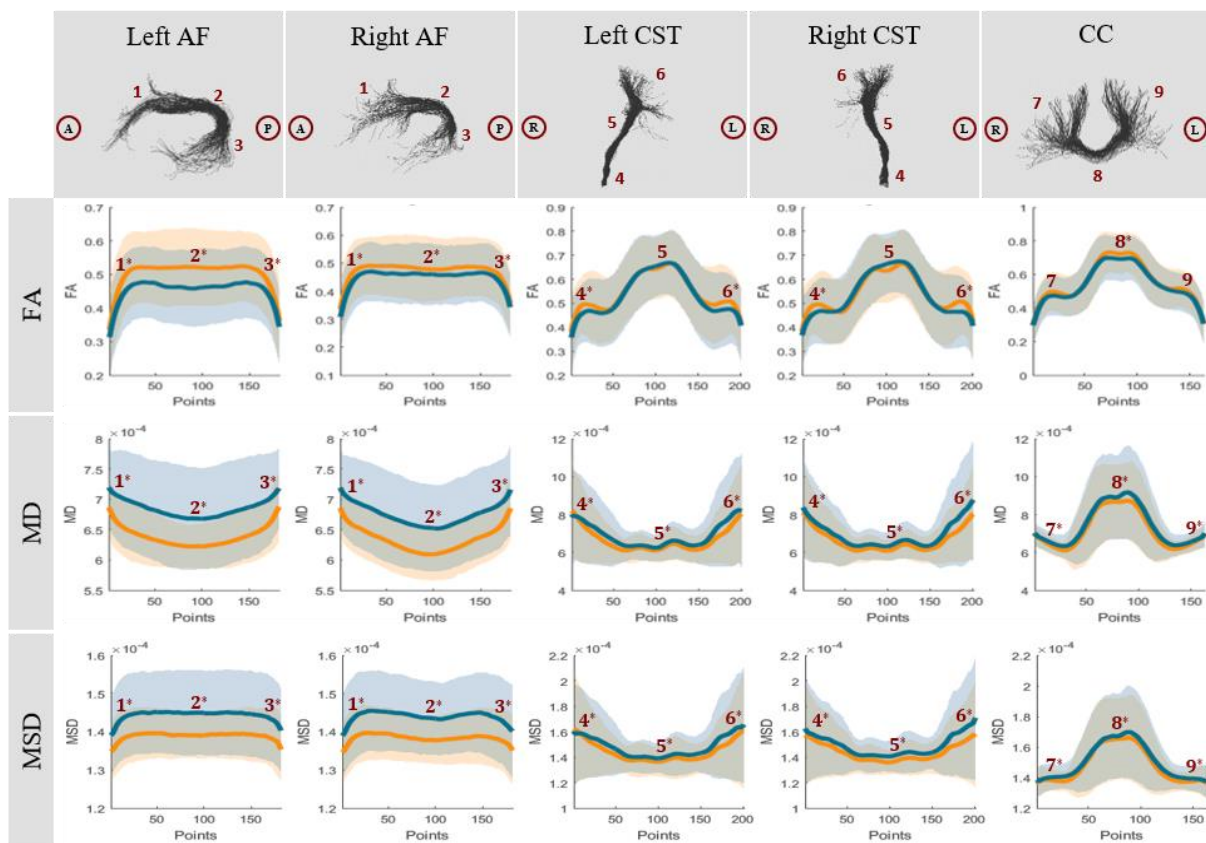 Left AF
Right AF
Left CST
Right CST
CC
1 2 3 A P
1 2 3 A P
6 5 4 R L
6 5 4 R L
7 9 8 R L
FA
0.7 0.6 0.5 0.4 0.3 0.2
FA
1* 2* 3*
50 100 150
Points
0.7 0.6 0.5 0.4 0.3 0.2 0.1
FA
1* 2* 3*
50 100 150
Points
0.9 0.8 0.7 0.6 0.5 0.4 0.3 0.2
FA
4* 5 6*
50 100 150 200
Points
0.9 0.8 0.7 0.6 0.5 0.4 0.3 0.2
FA
4* 5 6*
50 100 150 200
Points
1 0.8 0.6 0.4 0.2 0
FA
7 8* 9
50 100 150
Points
MD
×10⁻⁴
8 7.5 7 6.5 6 5.5
MD
1* 2* 3*
50 100 150
Points
×10⁻⁴
8 7.5 7 6.5 6 5.5
MD
1* 2* 3*
50 100 150
Points
×10⁻⁴
12 10 8 6 4
MD
4* 5* 6*
50 100 150 200
Points
×10⁻⁴
12 10 8 6 4
MD
4* 5* 6*
50 100 150 200
Points
×10⁻⁴
12 10 8 6 4
MD
7* 8* 9*
50 100 150
Points
MSD
×10⁻⁴
1.6 1.5 1.4 1.3 1.2
MSD
1* 2* 3*
50 100 150
Points
×10⁻⁴
1.6 1.5 1.4 1.3 1.2
MSD
1* 2* 3*
50 100 150
Points
×10⁻⁴
2.2 2 1.8 1.6 1.4 1.2 1
MSD
4* 5* 6*
50 100 150 200
Points
×10⁻⁴
2.2 2 1.8 1.6 1.4 1.2 1
MSD
4* 5* 6*
50 100 150 200
Points
×10⁻⁴
2.2 2 1.8 1.6 1.4 1.2
MSD
7* 8* 9*
50 100 150
Points